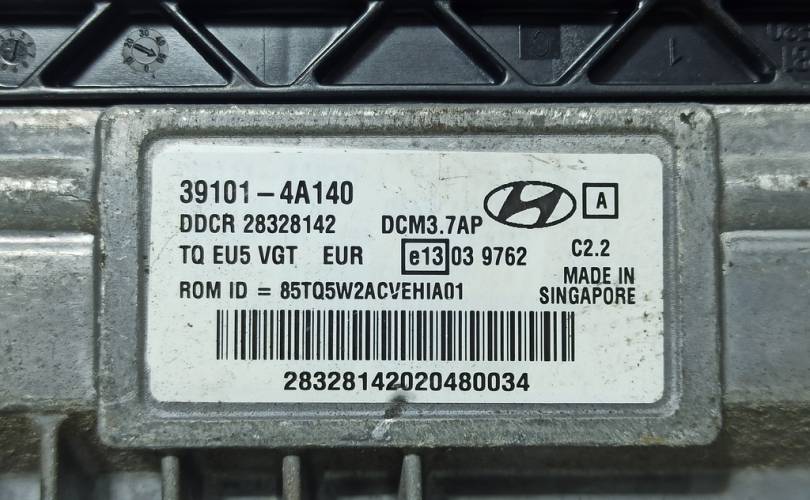 39101-4A140
A
DDCR 28328142 DCM3.7AP
TQ EU5 VGT EUR e13 03 9762 C2.2
MADE IN
ROM ID = 85TQ5W2ACVEHIA01 SINGAPORE
28328142020480034